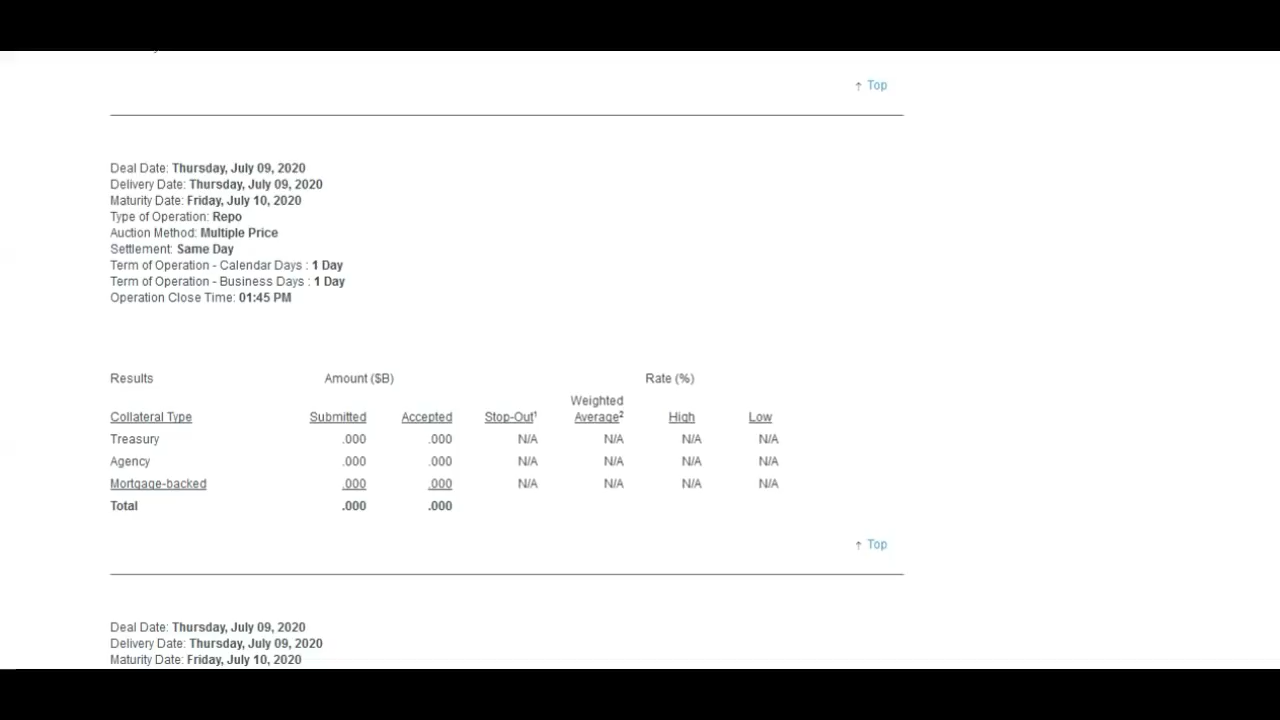 ↑ Top
Deal Date: Thursday, July 09, 2020
Delivery Date: Thursday, July 09, 2020
Maturity Date: Friday, July 10, 2020
Type of Operation: Repo
Auction Method: Multiple Price
Settlement: Same Day
Term of Operation - Calendar Days : 1 Day
Term of Operation - Business Days : 1 Day
Operation Close Time: 01:45 PM
Results Amount ($B) Rate (%)
Collateral Type Submitted Accepted Stop-Out¹ Weighted Average² High Low
Treasury .000 .000 N/A N/A N/A N/A
Agency .000 .000 N/A N/A N/A N/A
Mortgage-backed .000 .000 N/A N/A N/A N/A
Total .000 .000
↑ Top
Deal Date: Thursday, July 09, 2020
Delivery Date: Thursday, July 09, 2020
Maturity Date: Friday, July 10, 2020